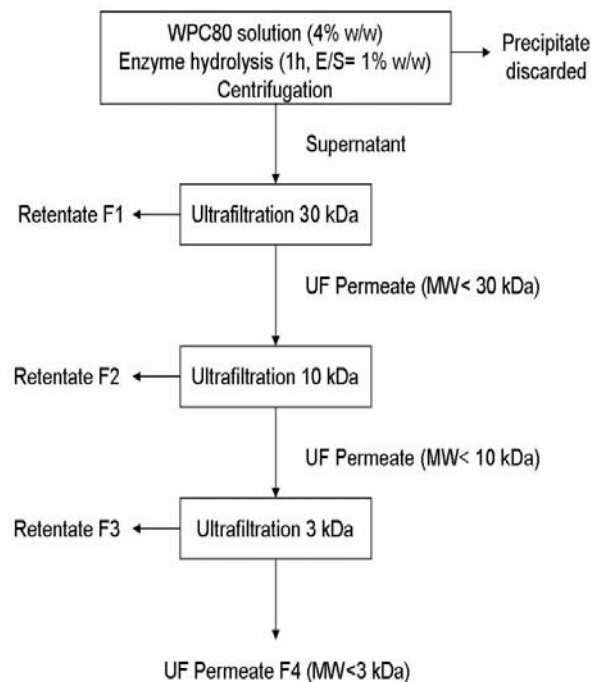 WPC80 solution (4% w/w)
Enzyme hydrolysis (1h, E/S= 1% w/w)
Centrifugation
Precipitate
discarded
Supernatant
Retentate F1
Ultrafiltration 30 kDa
UF Permeate (MW< 30 kDa)
Retentate F2
Ultrafiltration 10 kDa
UF Permeate (MW< 10 kDa)
Retentate F3
Ultrafiltration 3 kDa
UF Permeate F4 (MW<3 kDa)